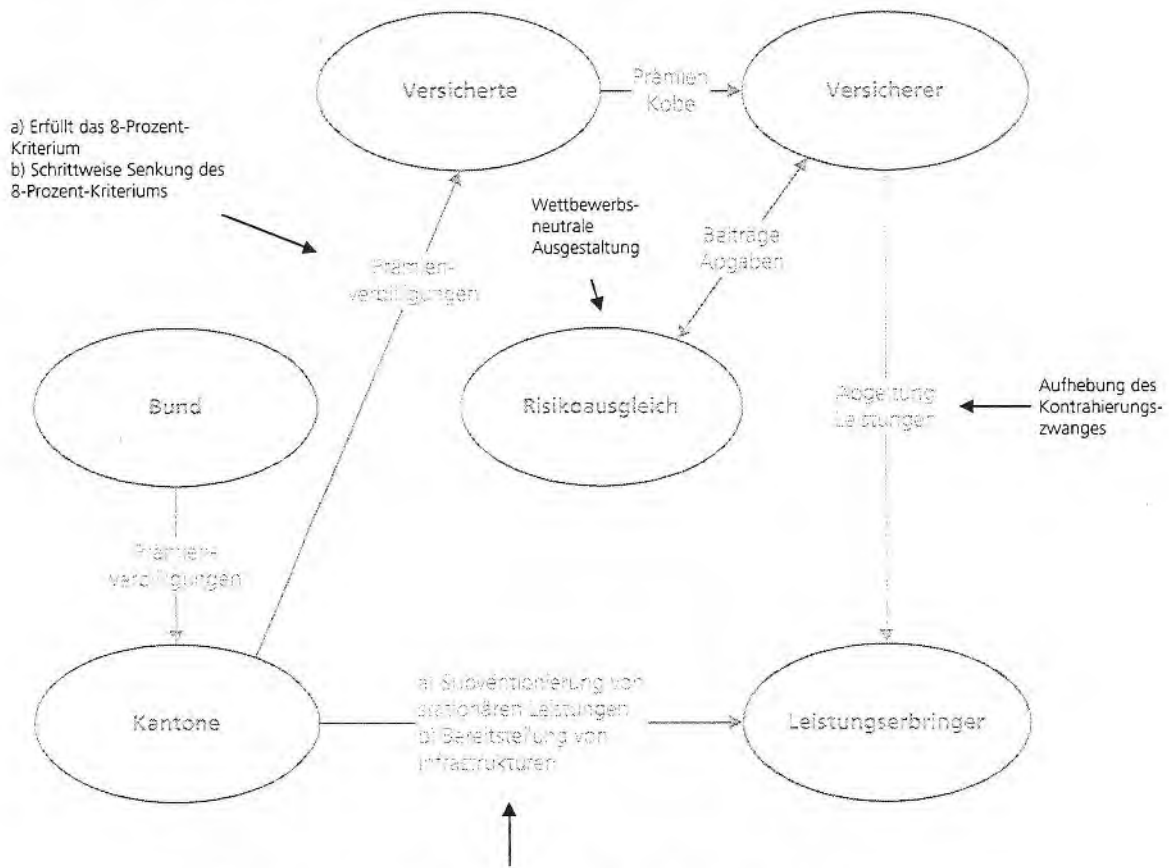 Versicherte
Prämien
Kobe
Versicherer
a) Erfüllt das 8-Prozent-
Kriterium
b) Schrittweise Senkung des
8-Prozent-Kriteriums
Wettbewerbs-
neutrale
Ausgestaltung
Beiträge
Abgaben
Prämien-
verbilligungen
Bund
Risikoausgleich
Abgeltung
Leistungen
Aufhebung des
Kontrahierungs-
zwanges
Prämien-
verbilligungen
Kantone
a) Subventionierung von
stationären Leistungen
b) Bereitstellung von
Infrastrukturen
Leistungserbringer